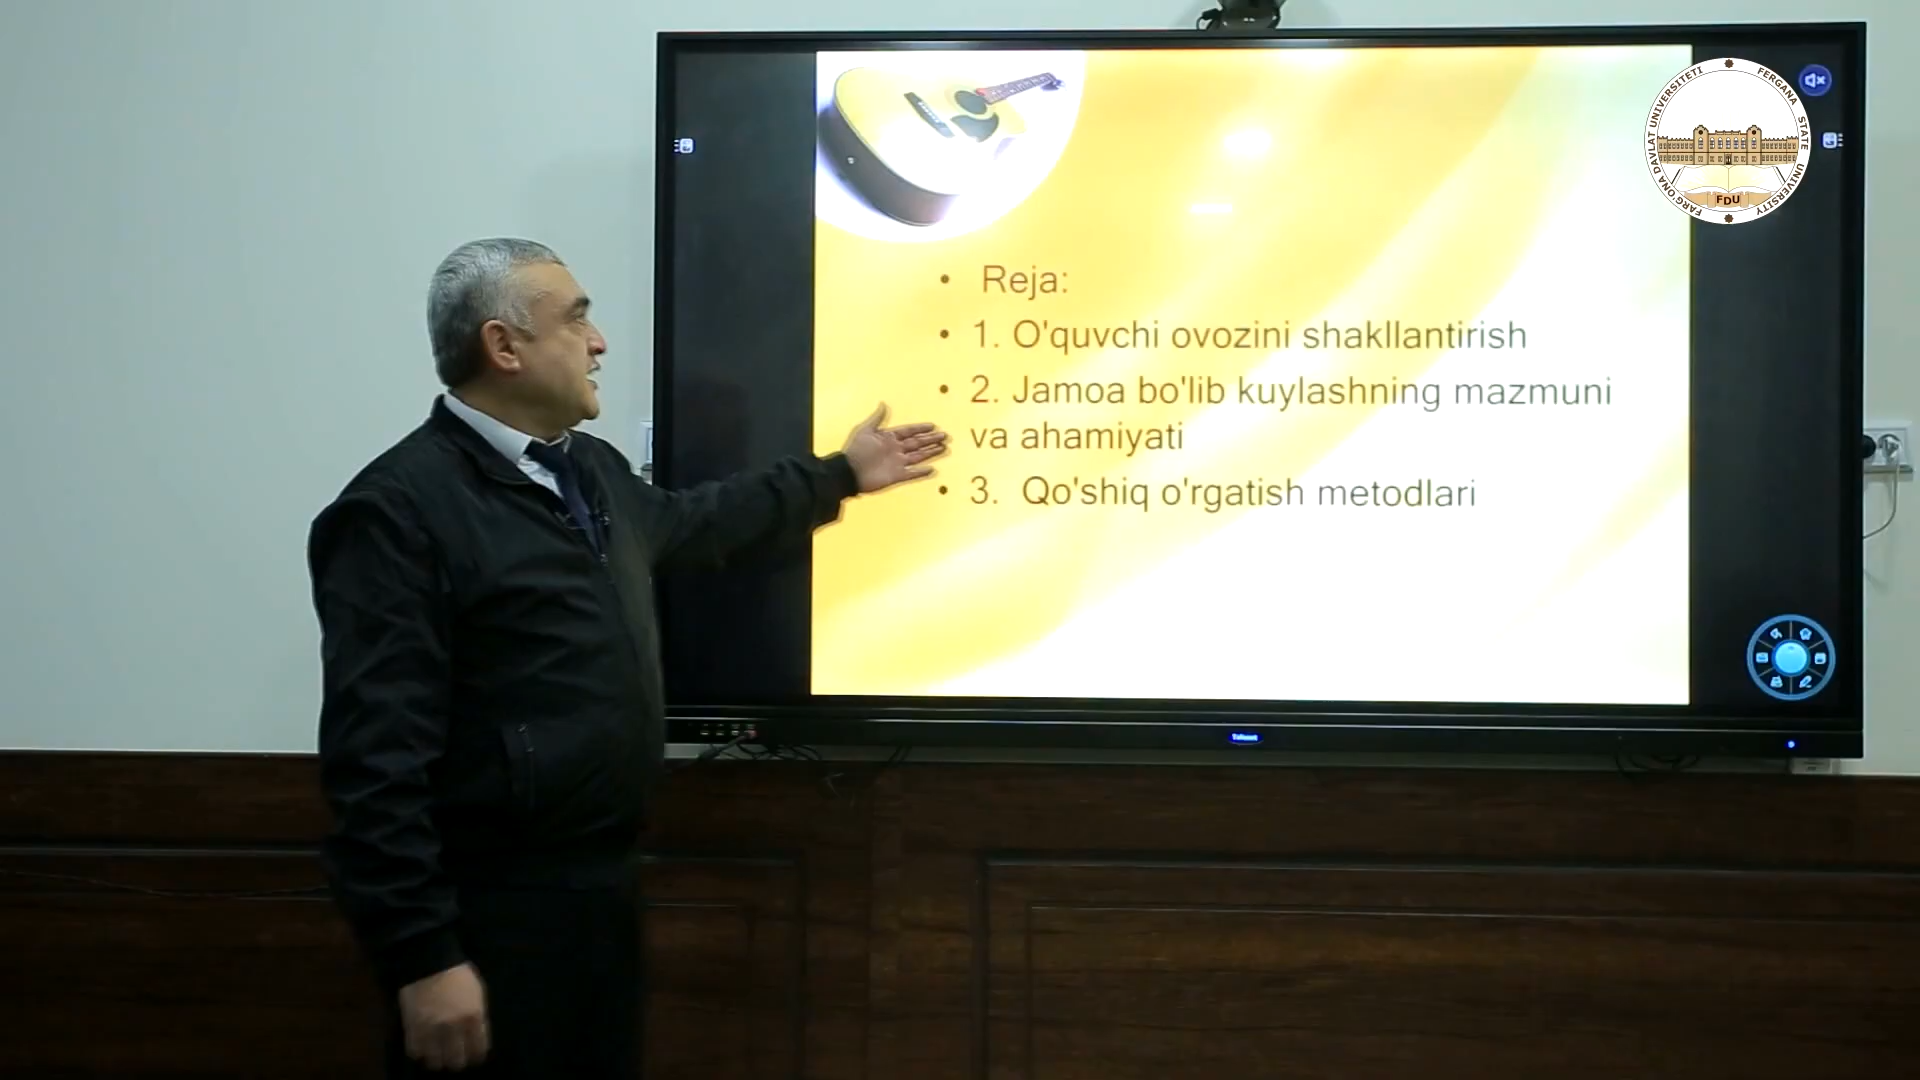 FARG'ONA DAVLAT UNIVERSITETI
FERGANA STATE UNIVERSITY
FDU
• Reja:
• 1. O'quvchi ovozini shakllantirish
• 2. Jamoa bo'lib kuylashning mazmuni
va ahamiyati
• 3. Qo'shiq o'rgatish metodlari